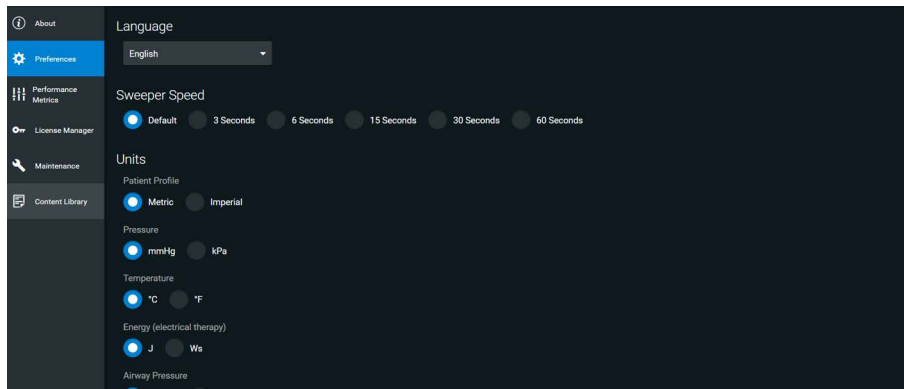 About
Preferences
Performance
Metrics
License Manager
Maintenance
Content Library
Language
English
Sweeper Speed
Default 3 Seconds 6 Seconds 15 Seconds 30 Seconds 60 Seconds
Units
Patient Profile
Metric Imperial
Pressure
mmHg kPa
Temperature
°C °F
Energy (electrical therapy)
J Ws
Airway Pressure